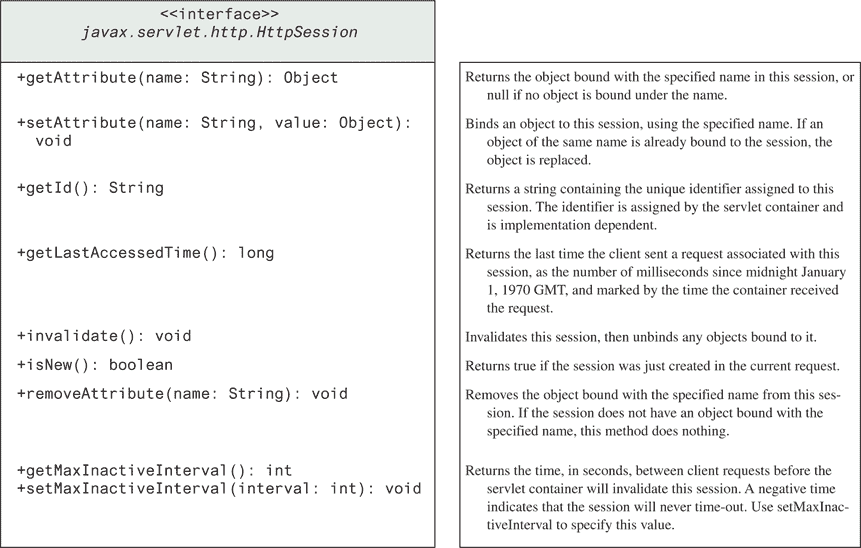 <<interface>>
javax.servlet.http.HttpSession
+getAttribute(name: String): Object
Returns the object bound with the specified name in this session, or
null if no object is bound under the name.
+setAttribute(name: String, value: Object):
void
Binds an object to this session, using the specified name. If an
object of the same name is already bound to the session, the
object is replaced.
+getId(): String
Returns a string containing the unique identifier assigned to this
session. The identifier is assigned by the servlet container and
is implementation dependent.
+getLastAccessedTime(): long
Returns the last time the client sent a request associated with this
session, as the number of milliseconds since midnight January
1, 1970 GMT, and marked by the time the container received
the request.
+invalidate(): void
Invalidates this session, then unbinds any objects bound to it.
+isNew(): boolean
Returns true if the session was just created in the current request.
+removeAttribute(name: String): void
Removes the object bound with the specified name from this ses-
sion. If the session does not have an object bound with the
specified name, this method does nothing.
+getMaxInactiveInterval(): int
+setMaxInactiveInterval(interval: int): void
Returns the time, in seconds, between client requests before the
servlet container will invalidate this session. A negative time
indicates that the session will never time-out. Use setMaxInac-
tiveInterval to specify this value.